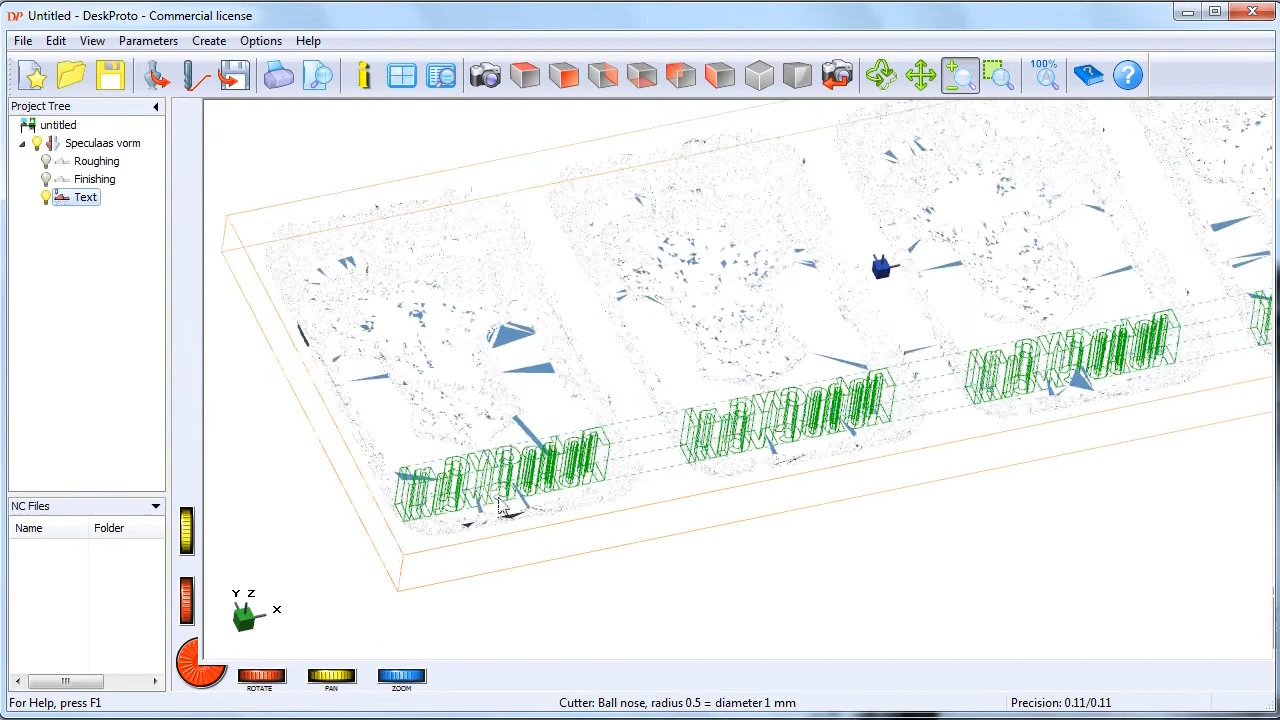 DP Untitled - DeskProto - Commercial license
File Edit View Parameters Create Options Help
100%
Project Tree
untitled
Speculaas vorm
Roughing
Finishing
Text
NC Files
Name Folder
Y Z
X
ROTATE PAN ZOOM
For Help, press F1 Cutter: Ball nose, radius 0.5 = diameter 1 mm Precision: 0.11/0.11